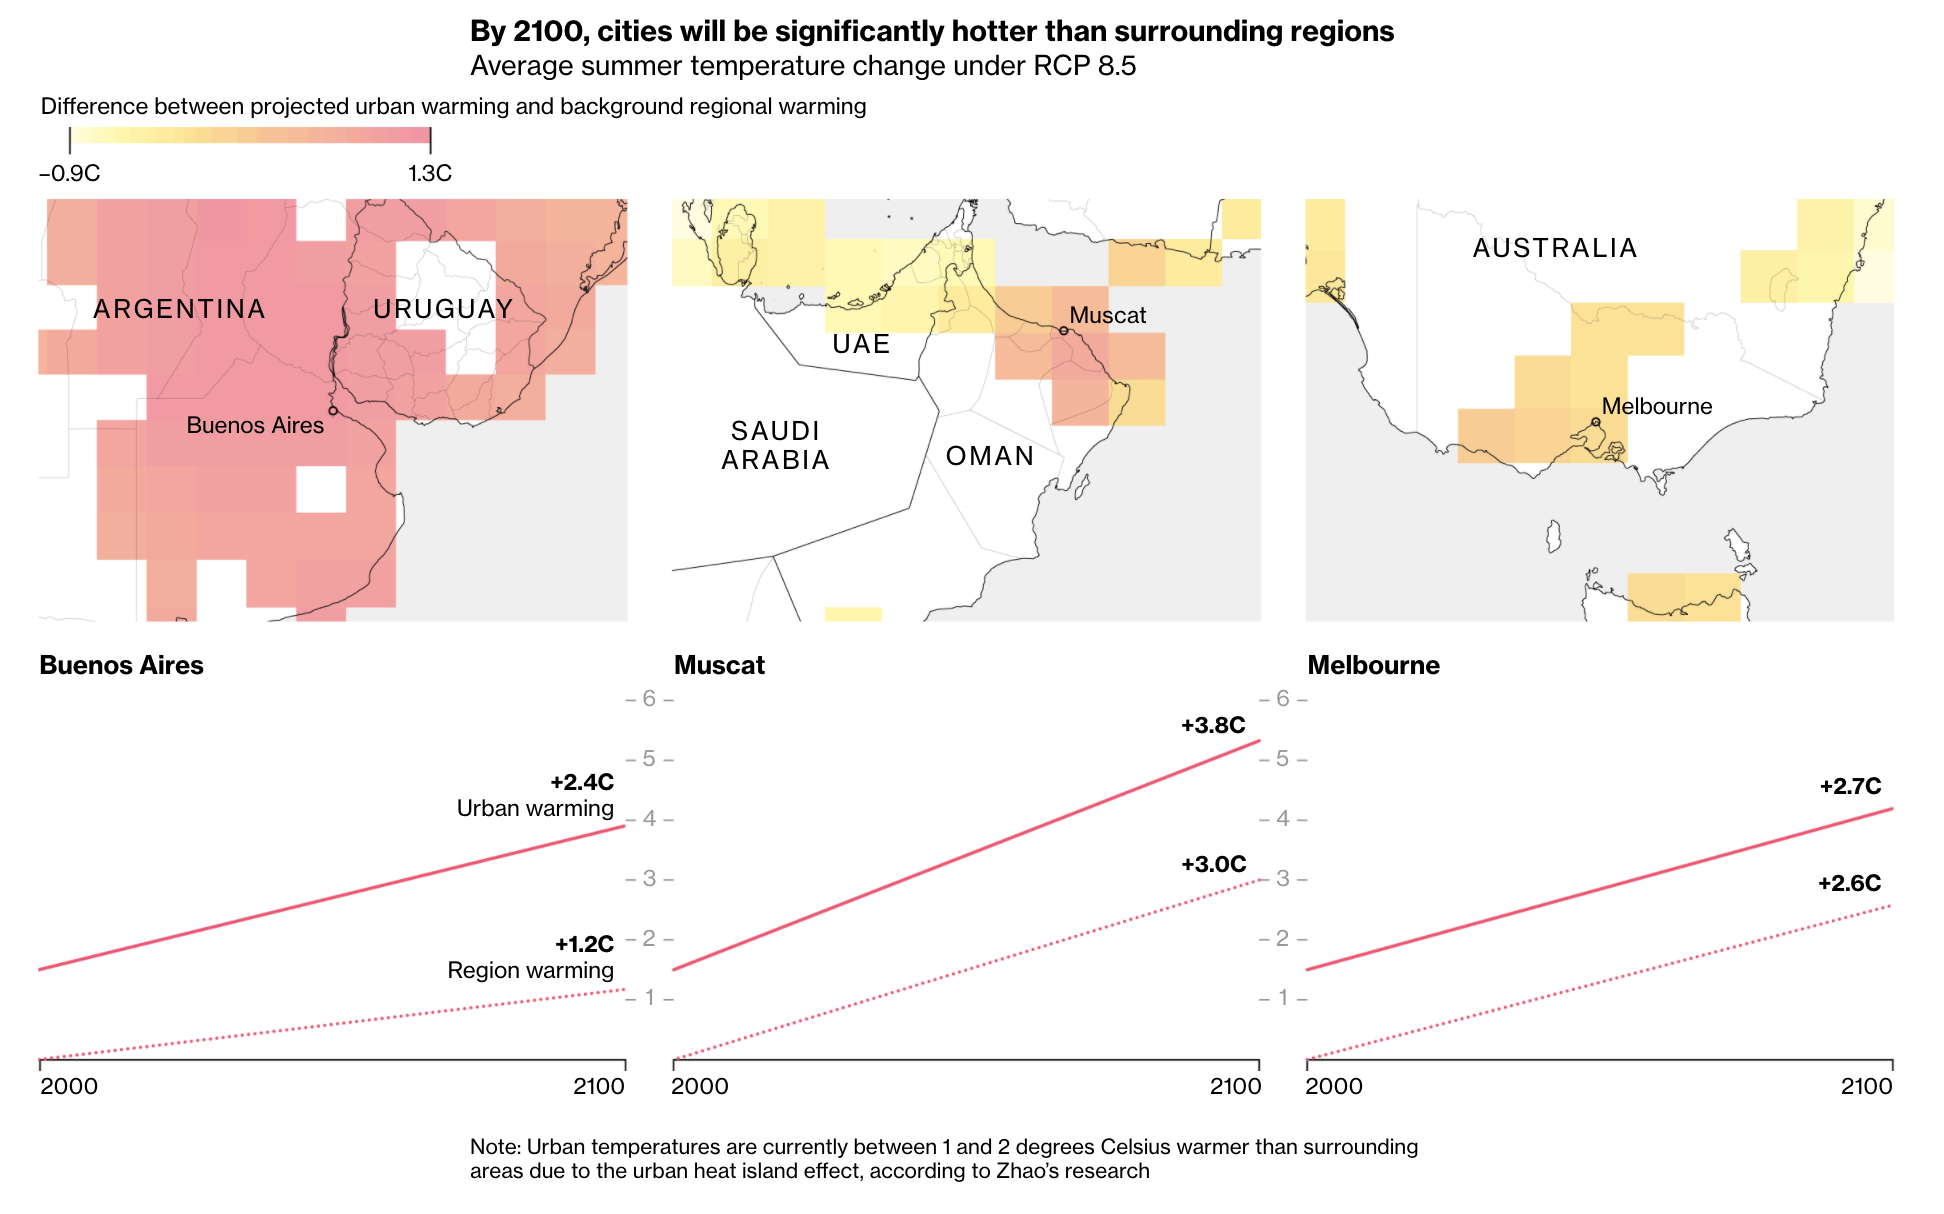 By 2100, cities will be significantly hotter than surrounding regions
Average summer temperature change under RCP 8.5
Difference between projected urban warming and background regional warming
–0.9C
1.3C
ARGENTINA
URUGUAY
Buenos Aires
Muscat
UAE
SAUDI
ARABIA
OMAN
AUSTRALIA
Melbourne
Buenos Aires
+2.4C
Urban warming
+1.2C
Region warming
2000
2100
– 6 –
– 5 –
– 4 –
– 3 –
– 2 –
– 1 –
Muscat
+3.8C
+3.0C
2000
2100
– 6 –
– 5 –
– 4 –
– 3 –
– 2 –
– 1 –
Melbourne
+2.7C
+2.6C
2000
2100
Note: Urban temperatures are currently between 1 and 2 degrees Celsius warmer than surrounding
areas due to the urban heat island effect, according to Zhao’s research